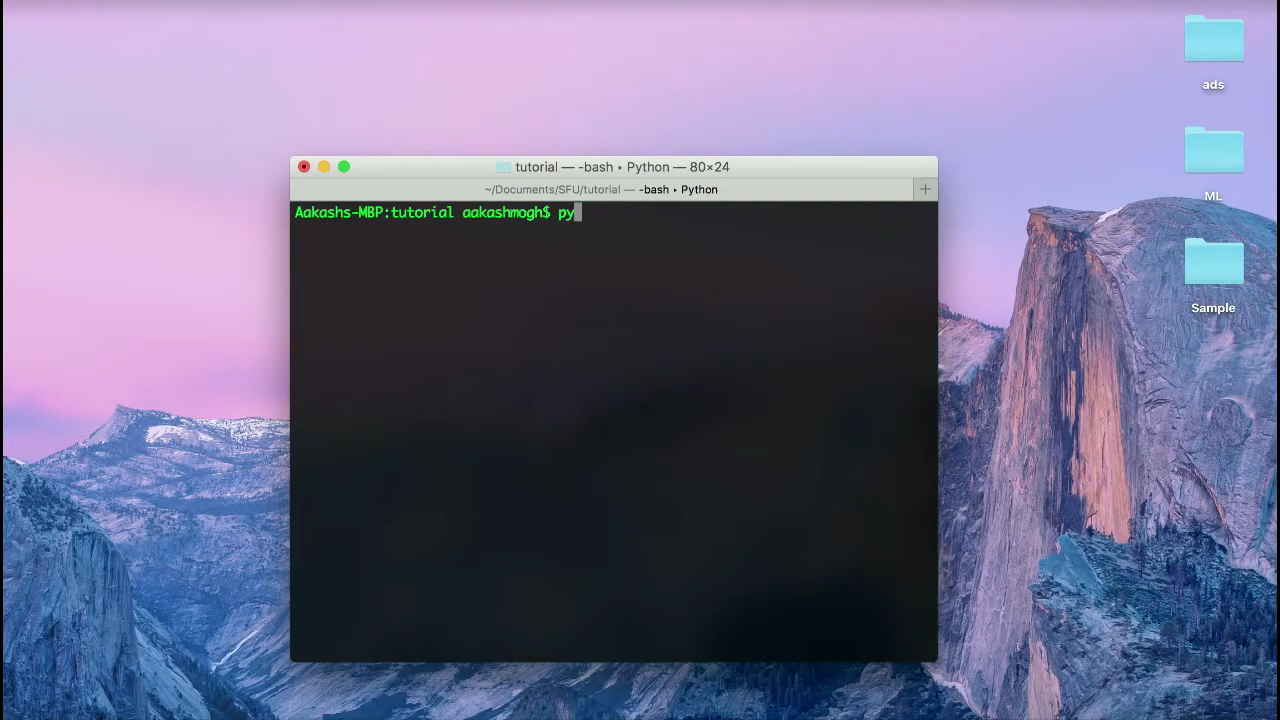 tutorial — -bash ▸ Python — 80×24
~/Documents/SFU/tutorial — -bash ▸ Python
Aakashs-MBP:tutorial aakashmogh$ py
ads
ML
Sample